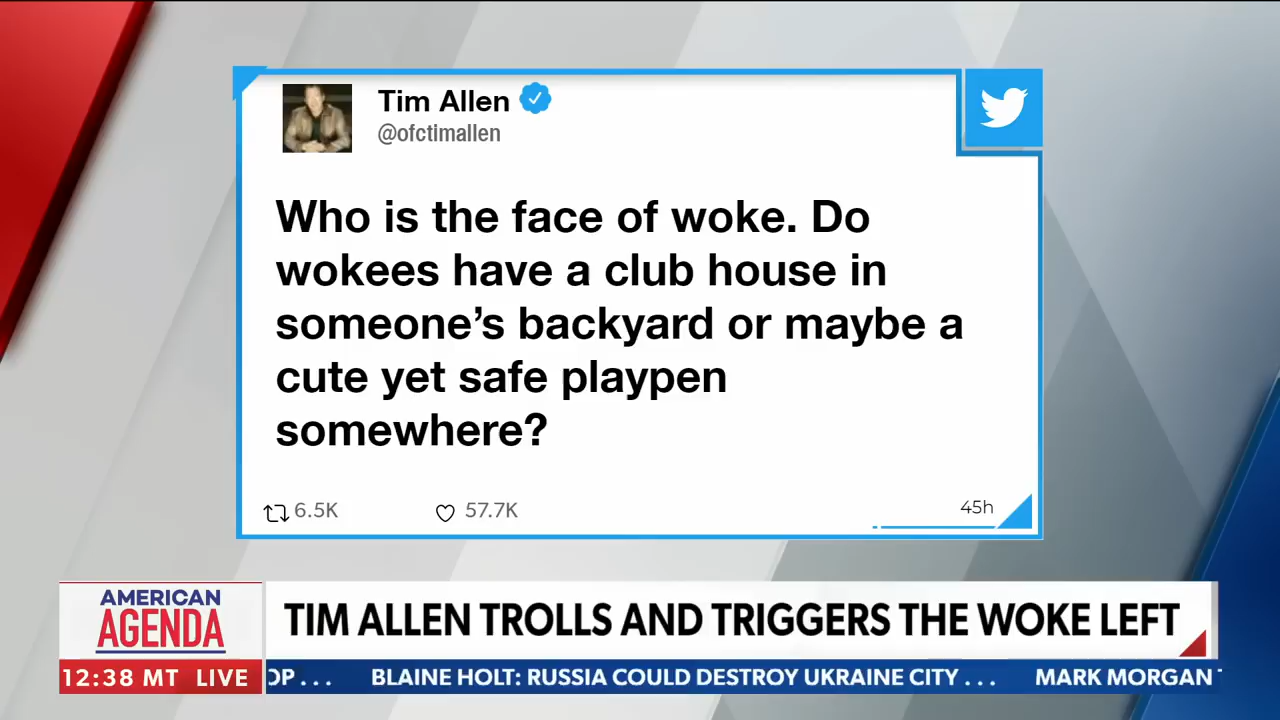 Tim Allen
@ofctimallen
Who is the face of woke. Do
wokees have a club house in
someone’s backyard or maybe a
cute yet safe playpen
somewhere?
6.5K 57.7K 45h
AMERICAN
AGENDA
TIM ALLEN TROLLS AND TRIGGERS THE WOKE LEFT
12:38 MT LIVE
OP... BLAINE HOLT: RUSSIA COULD DESTROY UKRAINE CITY... MARK MORGAN